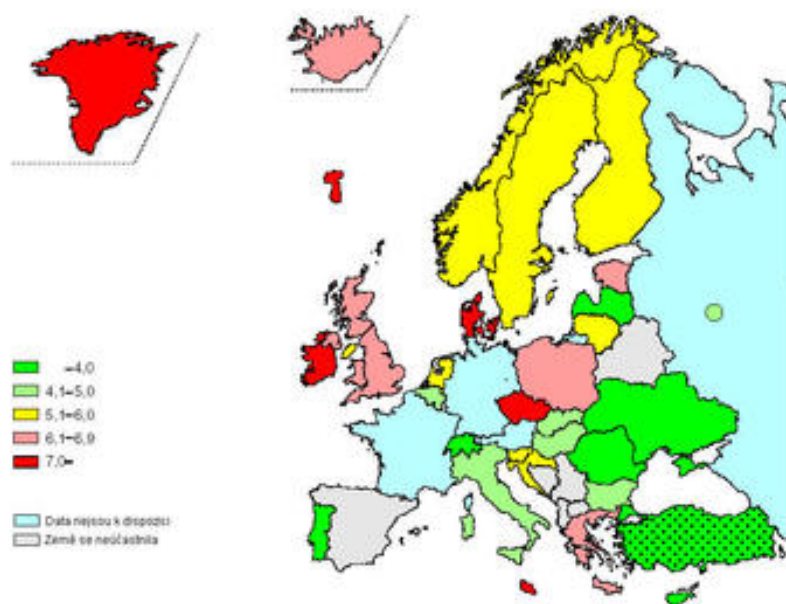 –4,0
4,1–5,0
5,1–6,0
6,1–6,9
7,0–
Data nejsou k dispozici
Země se neúčastnila